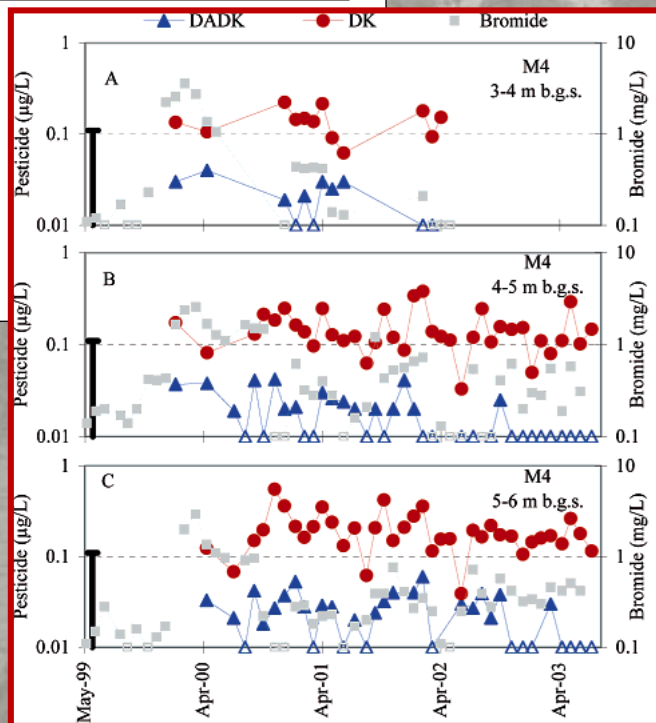 DADK DK Bromide
1 10
A M4
3-4 m b.g.s.
Pesticide (µg/L) Bromide (mg/L)
0.1 1
0.01 0.1
1 10
B M4
4-5 m b.g.s.
Pesticide (µg/L) Bromide (mg/L)
0.1 1
0.01 0.1
1 10
C M4
5-6 m b.g.s.
Pesticide (µg/L) Bromide (mg/L)
0.1 1
0.01 0.1
May-99 Apr-00 Apr-01 Apr-02 Apr-03